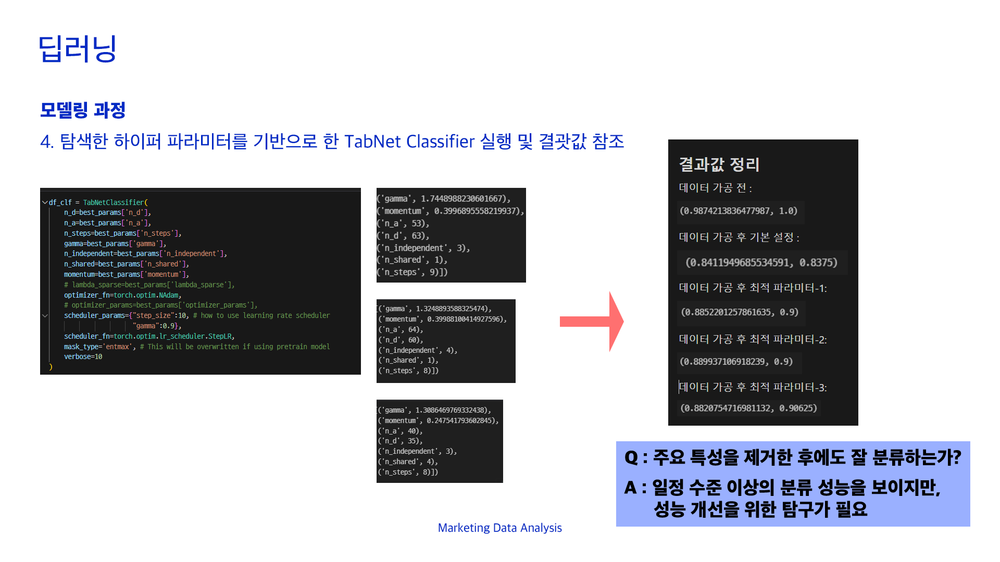 딥러닝
모델링 과정
4. 탐색한 하이퍼 파라미터를 기반으로 한 TabNet Classifier 실행 및 결괏값 참조
df_clf = TabNetClassifier(
n_d=best_params['n_d'],
n_a=best_params['n_a'],
n_steps=best_params['n_steps'],
gamma=best_params['gamma'],
n_independent=best_params['n_independent'],
n_shared=best_params['n_shared'],
momentum=best_params['momentum'],
# lambda_sparse=best_params['lambda_sparse'],
optimizer_fn=torch.optim.NAdam,
# optimizer_params=best_params['optimizer_params'],
scheduler_params={"step_size":10, # how to use learning rate scheduler
"gamma":0.9},
scheduler_fn=torch.optim.lr_scheduler.StepLR,
mask_type='entmax', # This will be overwritten if using pretrain model
verbose=10
)
('gamma', 1.7448988230601667),
('momentum', 0.3996895558219937),
('n_a', 53),
('n_d', 63),
('n_independent', 3),
('n_shared', 1),
('n_steps', 9)])
[('gamma', 1.3248893588325474),
('momentum', 0.39988100414927596),
('n_a', 64),
('n_d', 60),
('n_independent', 4),
('n_shared', 1),
('n_steps', 8)])
[('gamma', 1.3086469769332438),
('momentum', 0.247541793602845),
('n_a', 40),
('n_d', 35),
('n_independent', 3),
('n_shared', 4),
('n_steps', 8)])
결과값 정리
데이터 가공 전 :
(0.9874213836477987, 1.0)
데이터 가공 후 기본 설정 :
(0.8411949685534591, 0.8375)
데이터 가공 후 최적 파라미터-1:
(0.8852201257861635, 0.9)
데이터 가공 후 최적 파라미터-2:
(0.889937106918239, 0.9)
데이터 가공 후 최적 파라미터-3:
(0.8820754716981132, 0.90625)
Q : 주요 특성을 제거한 후에도 잘 분류하는가?
A : 일정 수준 이상의 분류 성능을 보이지만,
성능 개선을 위한 탐구가 필요
Marketing Data Analysis